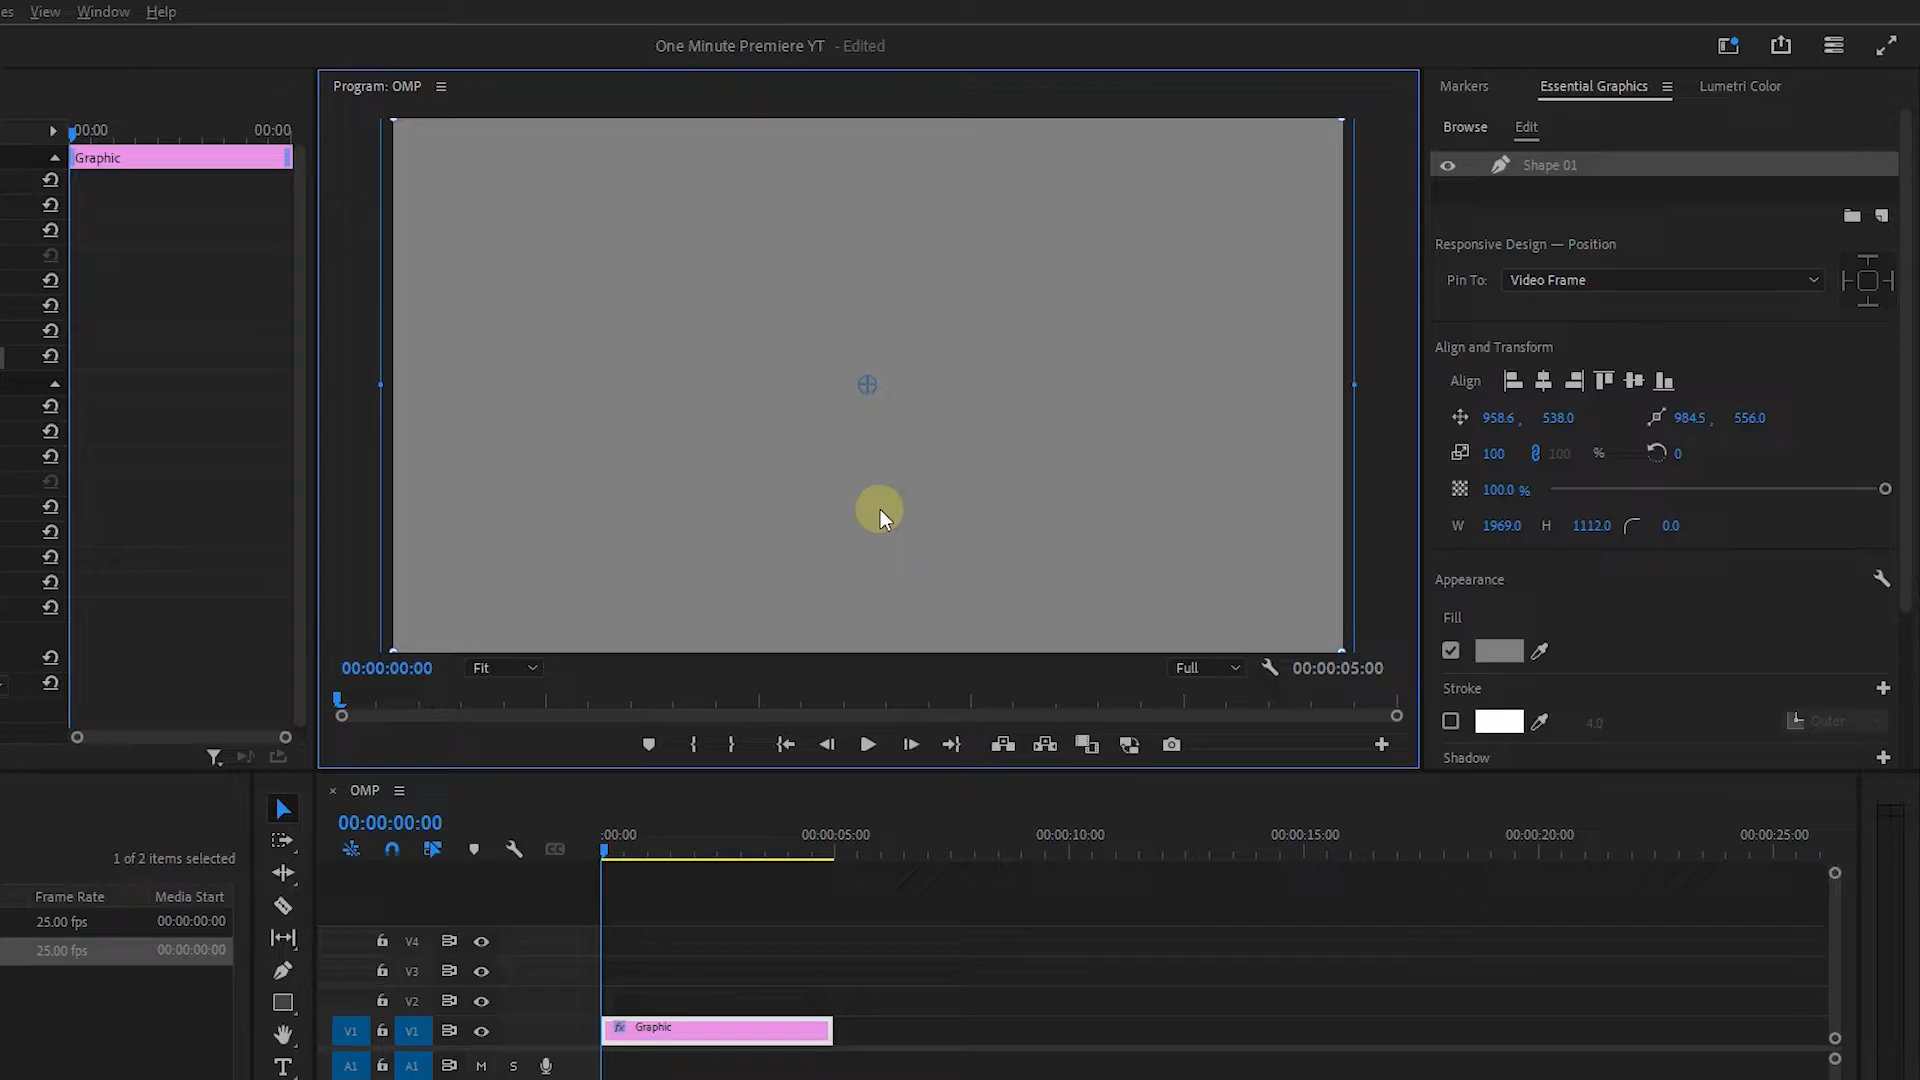 es View Window Help
One Minute Premiere YT - Edited
Program: OMP
Markers Essential Graphics Lumetri Color
:00:00 00:00
Graphic
Browse Edit
Shape 01
Responsive Design — Position
Pin To: Video Frame
Align and Transform
Align
958.6 , 538.0 984.5 , 556.0
100 100 % 0
100.0 %
W 1969.0 H 1112.0 0.0
Appearance
Fill
Stroke
4.0 Outer
Shadow
00:00:00:00 Fit Full 00:00:05:00
× OMP
00:00:00:00
:00:00 00:00:05:00 00:00:10:00 00:00:15:00 00:00:20:00 00:00:25:00
1 of 2 items selected
Frame Rate Media Start
25.00 fps 00:00:00:00
25.00 fps 00:00:00:00
V4
V3
V2
V1 V1
fx Graphic
A1 A1 M S